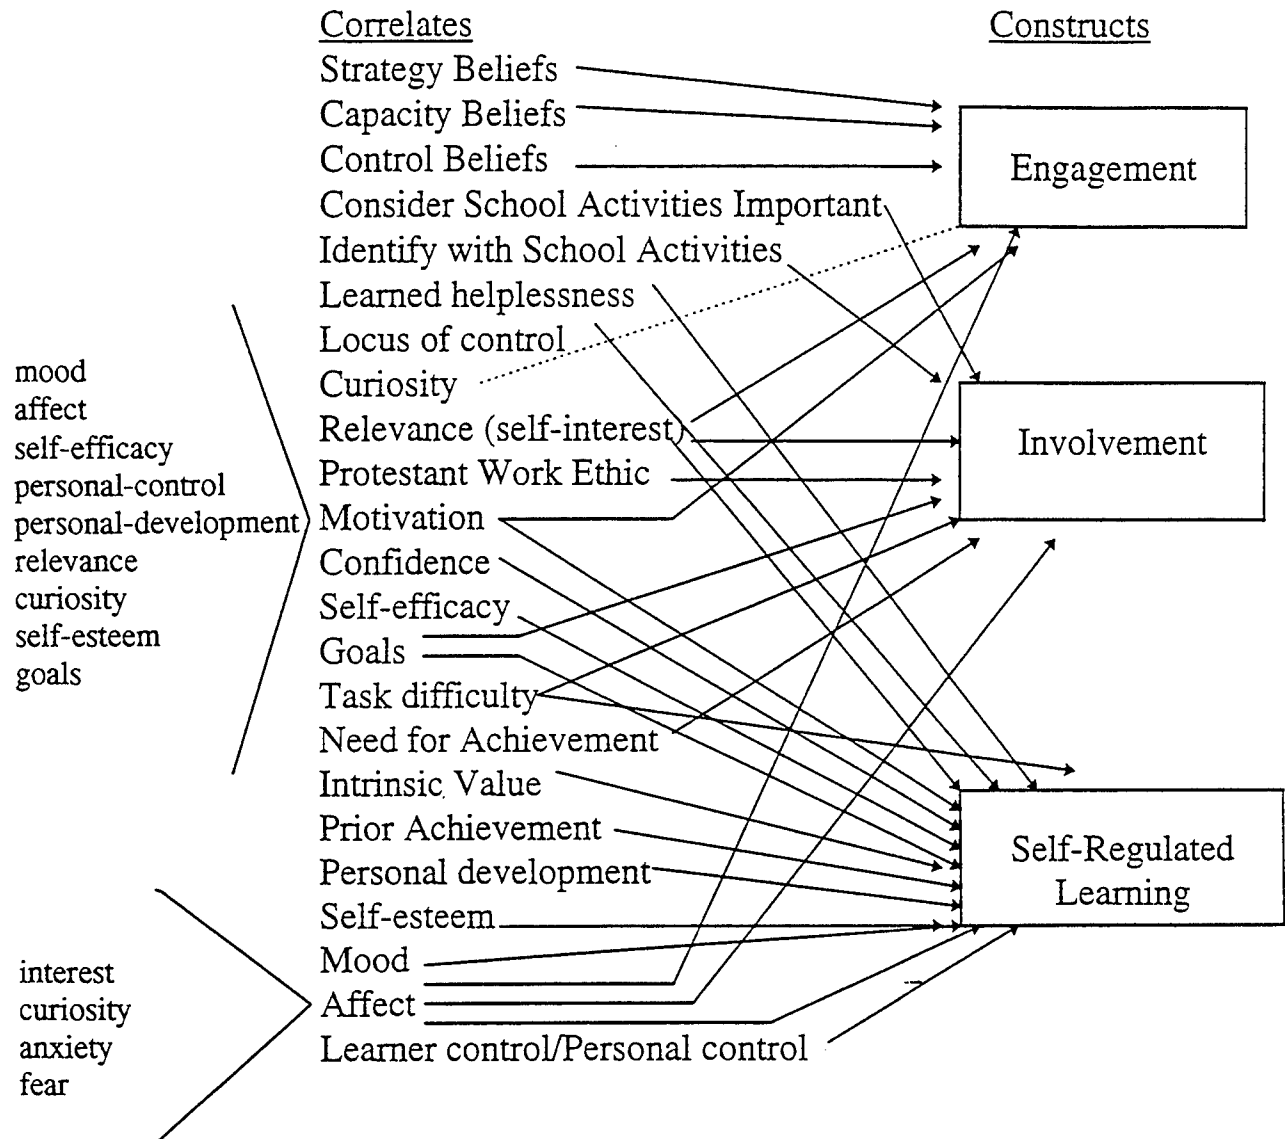 Correlates
Constructs
Strategy Beliefs
Capacity Beliefs
Control Beliefs
Consider School Activities Important
Identify with School Activities
Learned helplessness
Locus of control
Curiosity
Relevance (self-interest)
Protestant Work Ethic
Motivation
Confidence
Self-efficacy
Goals
Task difficulty
Need for Achievement
Intrinsic Value
Prior Achievement
Personal development
Self-esteem
Mood
Affect
Learner control/Personal control
mood
affect
self-efficacy
personal-control
personal-development
relevance
curiosity
self-esteem
goals
interest
curiosity
anxiety
fear
Engagement
Involvement
Self-Regulated
Learning